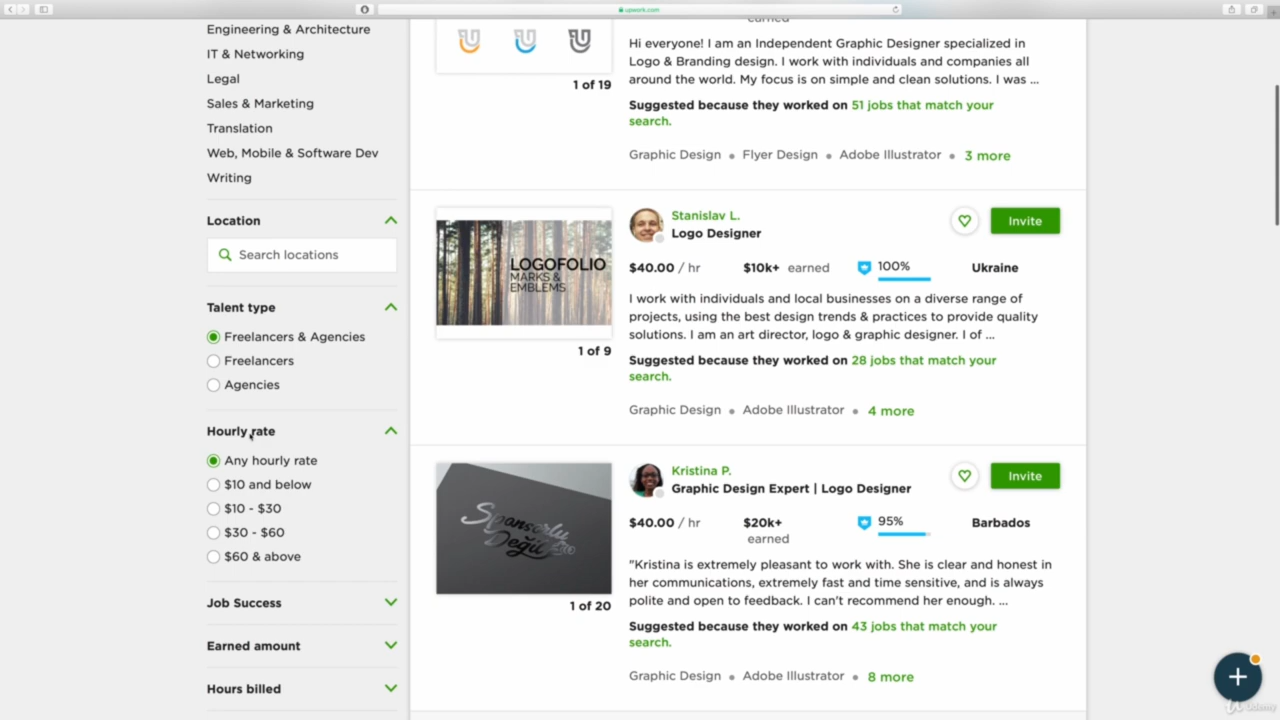 upwork.com
Engineering & Architecture
IT & Networking
Legal
Sales & Marketing
Translation
Web, Mobile & Software Dev
Writing
Location
Search locations
Talent type
Freelancers & Agencies
Freelancers
Agencies
Hourly rate
Any hourly rate
$10 and below
$10 - $30
$30 - $60
$60 & above
Job Success
Earned amount
Hours billed
1 of 19
earned
Hi everyone! I am an Independent Graphic Designer specialized in
Logo & Branding design. I work with individuals and companies all
around the world. My focus is on simple and clean solutions. I was ...
Suggested because they worked on 51 jobs that match your
search.
Graphic Design • Flyer Design • Adobe Illustrator • 3 more
LOGOFOLIO
MARKS &
EMBLEMS
1 of 9
Stanislav L.
Logo Designer
Invite
$40.00 / hr $10k+ earned 100% Ukraine
I work with individuals and local businesses on a diverse range of
projects, using the best design trends & practices to provide quality
solutions. I am an art director, logo & graphic designer. I of ...
Suggested because they worked on 28 jobs that match your
search.
Graphic Design • Adobe Illustrator • 4 more
1 of 20
Kristina P.
Graphic Design Expert | Logo Designer
Invite
$40.00 / hr $20k+ 95% Barbados
earned
"Kristina is extremely pleasant to work with. She is clear and honest in
her communications, extremely fast and time sensitive, and is always
polite and open to feedback. I can't recommend her enough. ...
Suggested because they worked on 43 jobs that match your
search.
Graphic Design • Adobe Illustrator • 8 more
Udemy